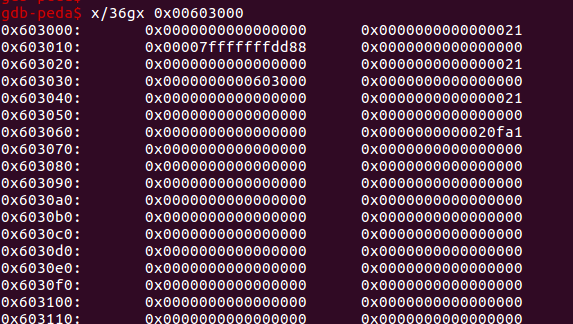 gdb-peda$ x/36gx 0x00603000
0x603000: 0x0000000000000000 0x0000000000000021
0x603010: 0x00007fffffffdd88 0x0000000000000000
0x603020: 0x0000000000000000 0x0000000000000021
0x603030: 0x0000000000603000 0x0000000000000000
0x603040: 0x0000000000000000 0x0000000000000021
0x603050: 0x0000000000000000 0x0000000000000000
0x603060: 0x0000000000000000 0x0000000000020fa1
0x603070: 0x0000000000000000 0x0000000000000000
0x603080: 0x0000000000000000 0x0000000000000000
0x603090: 0x0000000000000000 0x0000000000000000
0x6030a0: 0x0000000000000000 0x0000000000000000
0x6030b0: 0x0000000000000000 0x0000000000000000
0x6030c0: 0x0000000000000000 0x0000000000000000
0x6030d0: 0x0000000000000000 0x0000000000000000
0x6030e0: 0x0000000000000000 0x0000000000000000
0x6030f0: 0x0000000000000000 0x0000000000000000
0x603100: 0x0000000000000000 0x0000000000000000
0x603110: 0x0000000000000000 0x0000000000000000